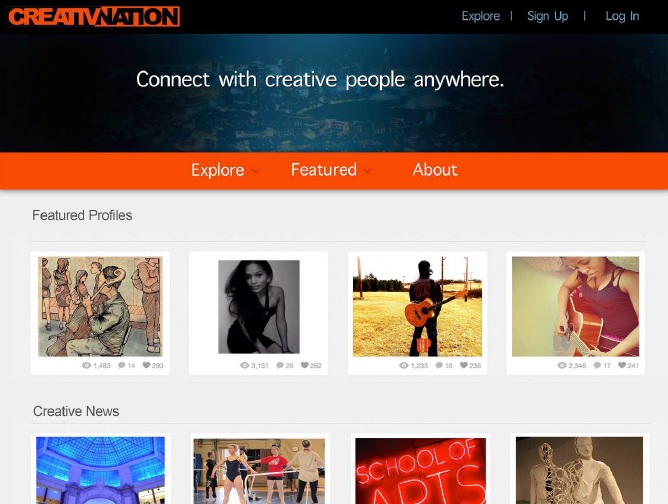 CREATIVNATION
Explore | Sign Up | Log In
Connect with creative people anywhere.
Explore Featured About
Featured Profiles
1,483 14 293
3,151 26 262
1,233 16 236
2,346 17 241
Creative News
SCHOOL OF
ARTS